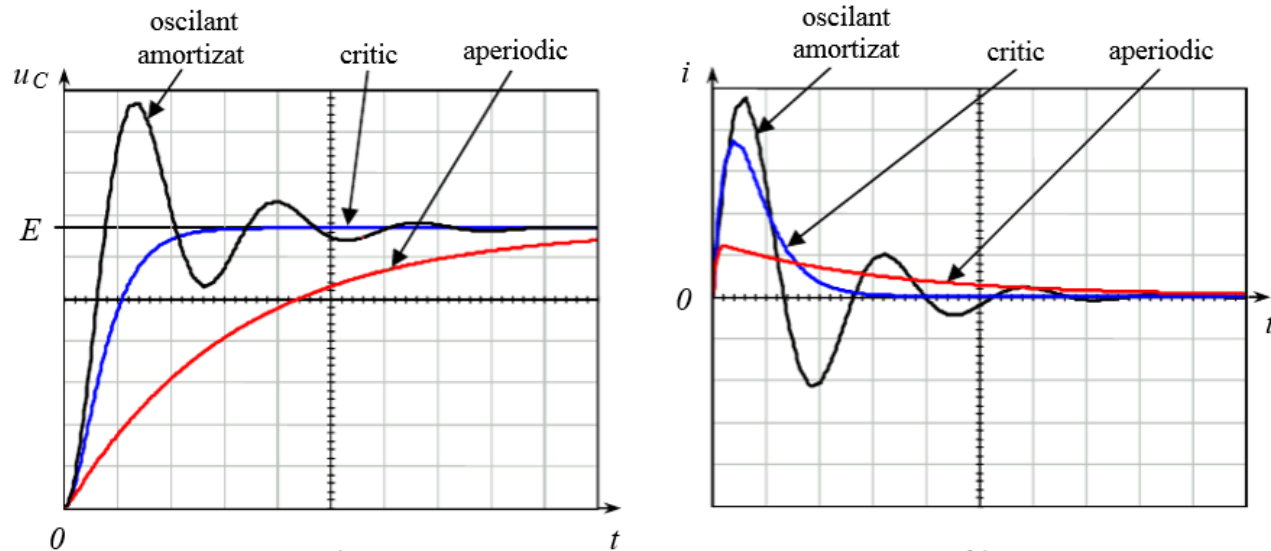 oscilant
amortizat
critic
aperiodic
u_C
E
0
t
oscilant
amortizat
critic
aperiodic
i
0
t